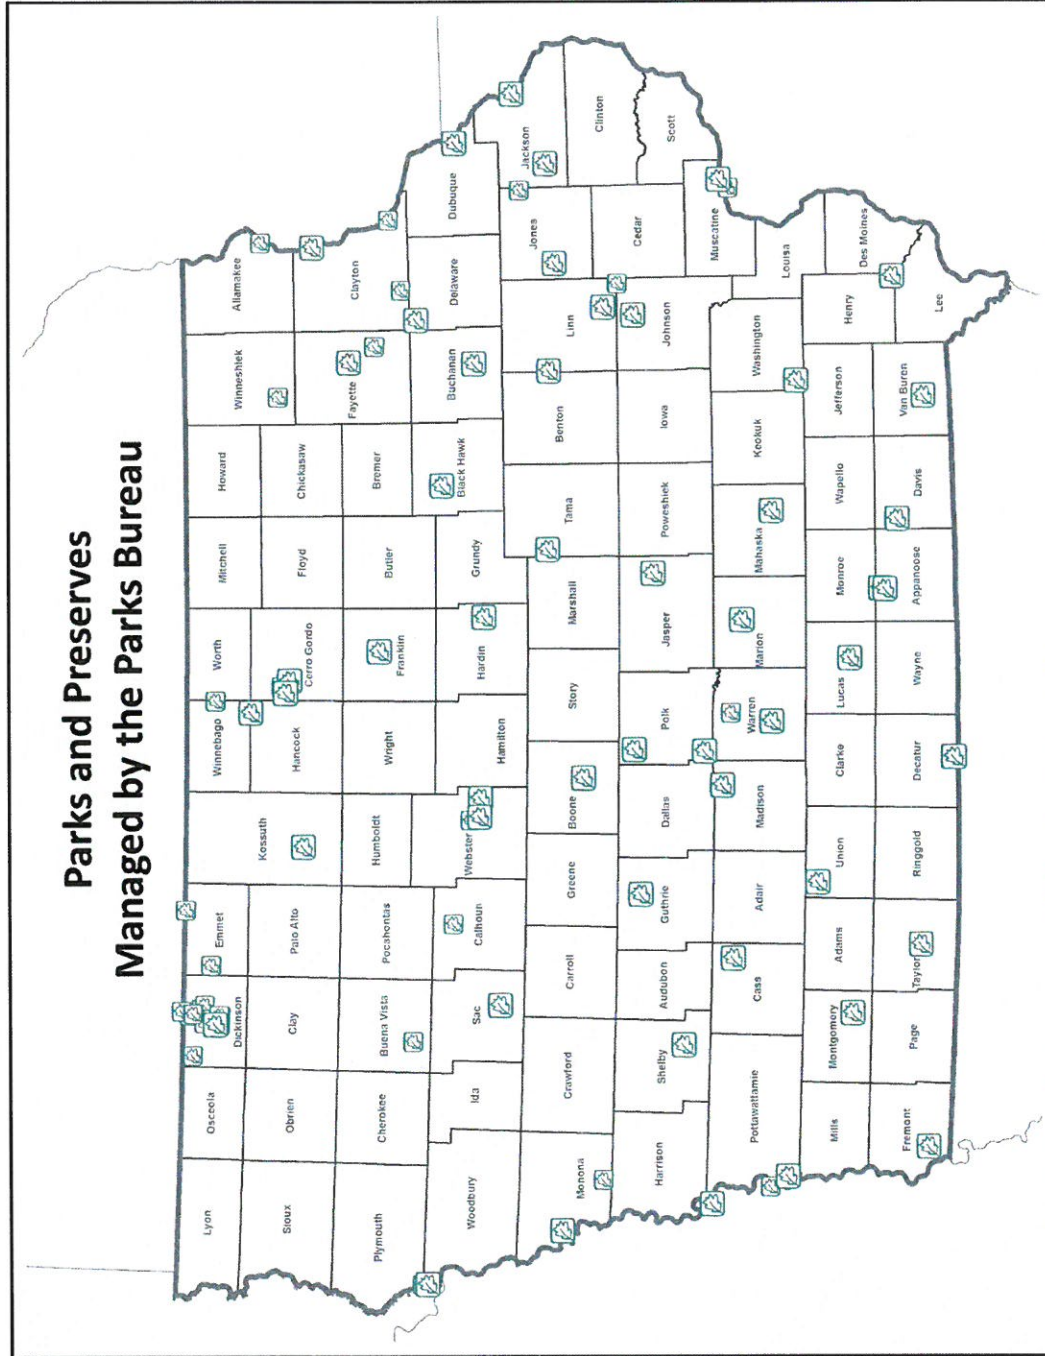 Parks and Preserves
Managed by the Parks Bureau
Lyon
Osceola
Dickinson
Emmet
Kossuth
Winnebago
Worth
Mitchell
Howard
Winneshiek
Allamakee
Sioux
Obrien
Clay
Palo Alto
Hancock
Cerro Gordo
Floyd
Chickasaw
Fayette
Clayton
Plymouth
Cherokee
Buena Vista
Pocahontas
Humboldt
Wright
Franklin
Butler
Bremer
Woodbury
Ida
Sac
Calhoun
Webster
Hamilton
Hardin
Grundy
Black Hawk
Buchanan
Delaware
Dubuque
Monona
Crawford
Carroll
Greene
Boone
Story
Marshall
Tama
Benton
Linn
Jones
Jackson
Clinton
Harrison
Shelby
Audubon
Guthrie
Dallas
Polk
Jasper
Poweshiek
Iowa
Johnson
Cedar
Scott
Muscatine
Pottawattamie
Cass
Adair
Madison
Warren
Marion
Mahaska
Keokuk
Washington
Louisa
Mills
Montgomery
Adams
Union
Clarke
Lucas
Monroe
Wapello
Jefferson
Henry
Des Moines
Fremont
Page
Taylor
Ringgold
Decatur
Wayne
Appanoose
Davis
Van Buren
Lee